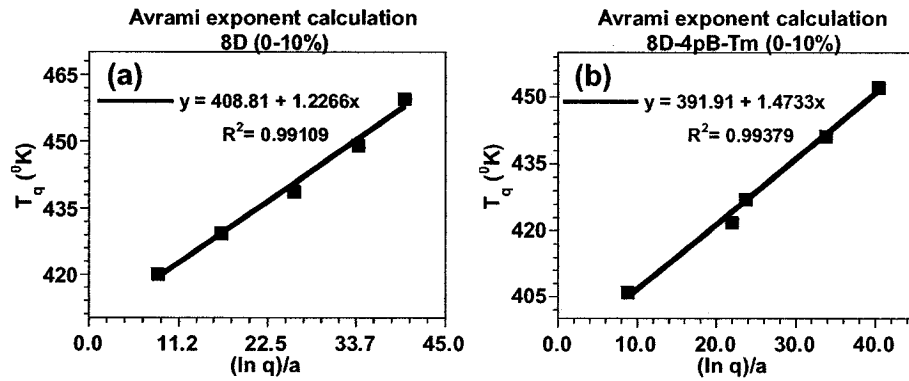 Avrami exponent calculation
8D (0-10%)
(a)
y = 408.81 + 1.2266x
R2= 0.99109
Tq (0K)
465
450
435
420
0.0 11.2 22.5 33.7 45.0
(ln q)/a
Avrami exponent calculation
8D-4pB-Tm (0-10%)
(b)
y = 391.91 + 1.4733x
R2= 0.99379
Tq (0K)
450
435
420
405
0.0 10.0 20.0 30.0 40.0
(ln q)/a